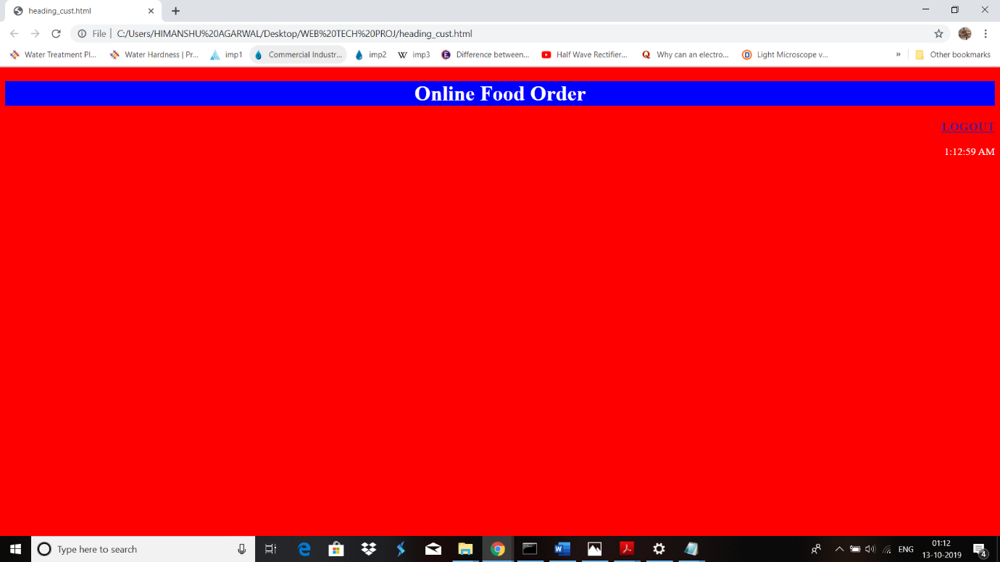 heading_cust.html
File | C:/Users/HIMANSHU%20AGARWAL/Desktop/WEB%20TECH%20PROJ/heading_cust.html
Water Treatment Pl... Water Hardness | Pr... imp1 Commercial Industr... imp2 W imp3 Difference between... Half Wave Rectifier... Why can an electro... Light Microscope v... » Other bookmarks
Online Food Order
LOGOUT
1:12:59 AM
Type here to search
ENG
01:12
13-10-2019
4